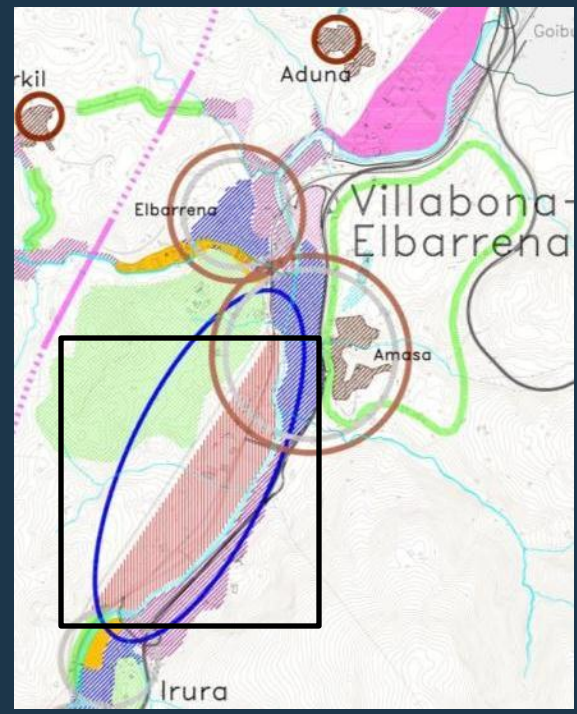 Goibu
Aduna
rkil
Elbarrena
Villabona-
Elbarrena
Amasa
Irura